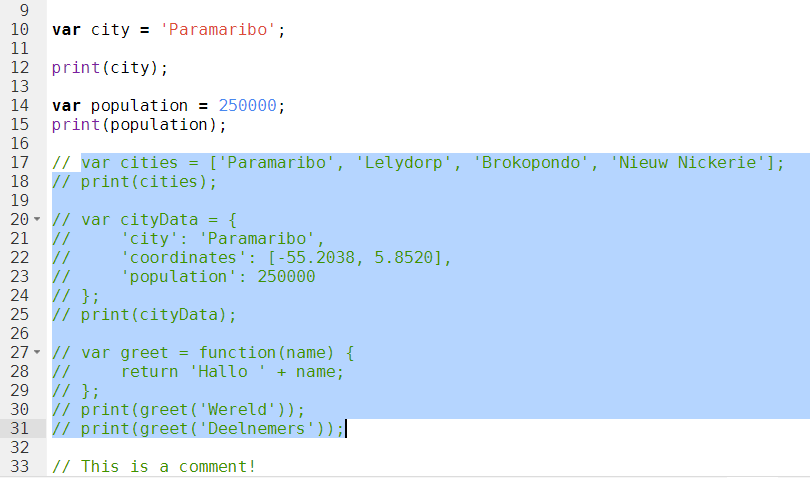 9
10 var city = 'Paramaribo';
11
12 print(city);
13
14 var population = 250000;
15 print(population);
16
17 // var cities = ['Paramaribo', 'Lelydorp', 'Brokopondo', 'Nieuw Nickerie'];
18 // print(cities);
19
20 // var cityData = {
21 //     'city': 'Paramaribo',
22 //     'coordinates': [-55.2038, 5.8520],
23 //     'population': 250000
24 // };
25 // print(cityData);
26
27 // var greet = function(name) {
28 //     return 'Hallo ' + name;
29 // };
30 // print(greet('Wereld'));
31 // print(greet('Deelnemers'));
32
33 // This is a comment!